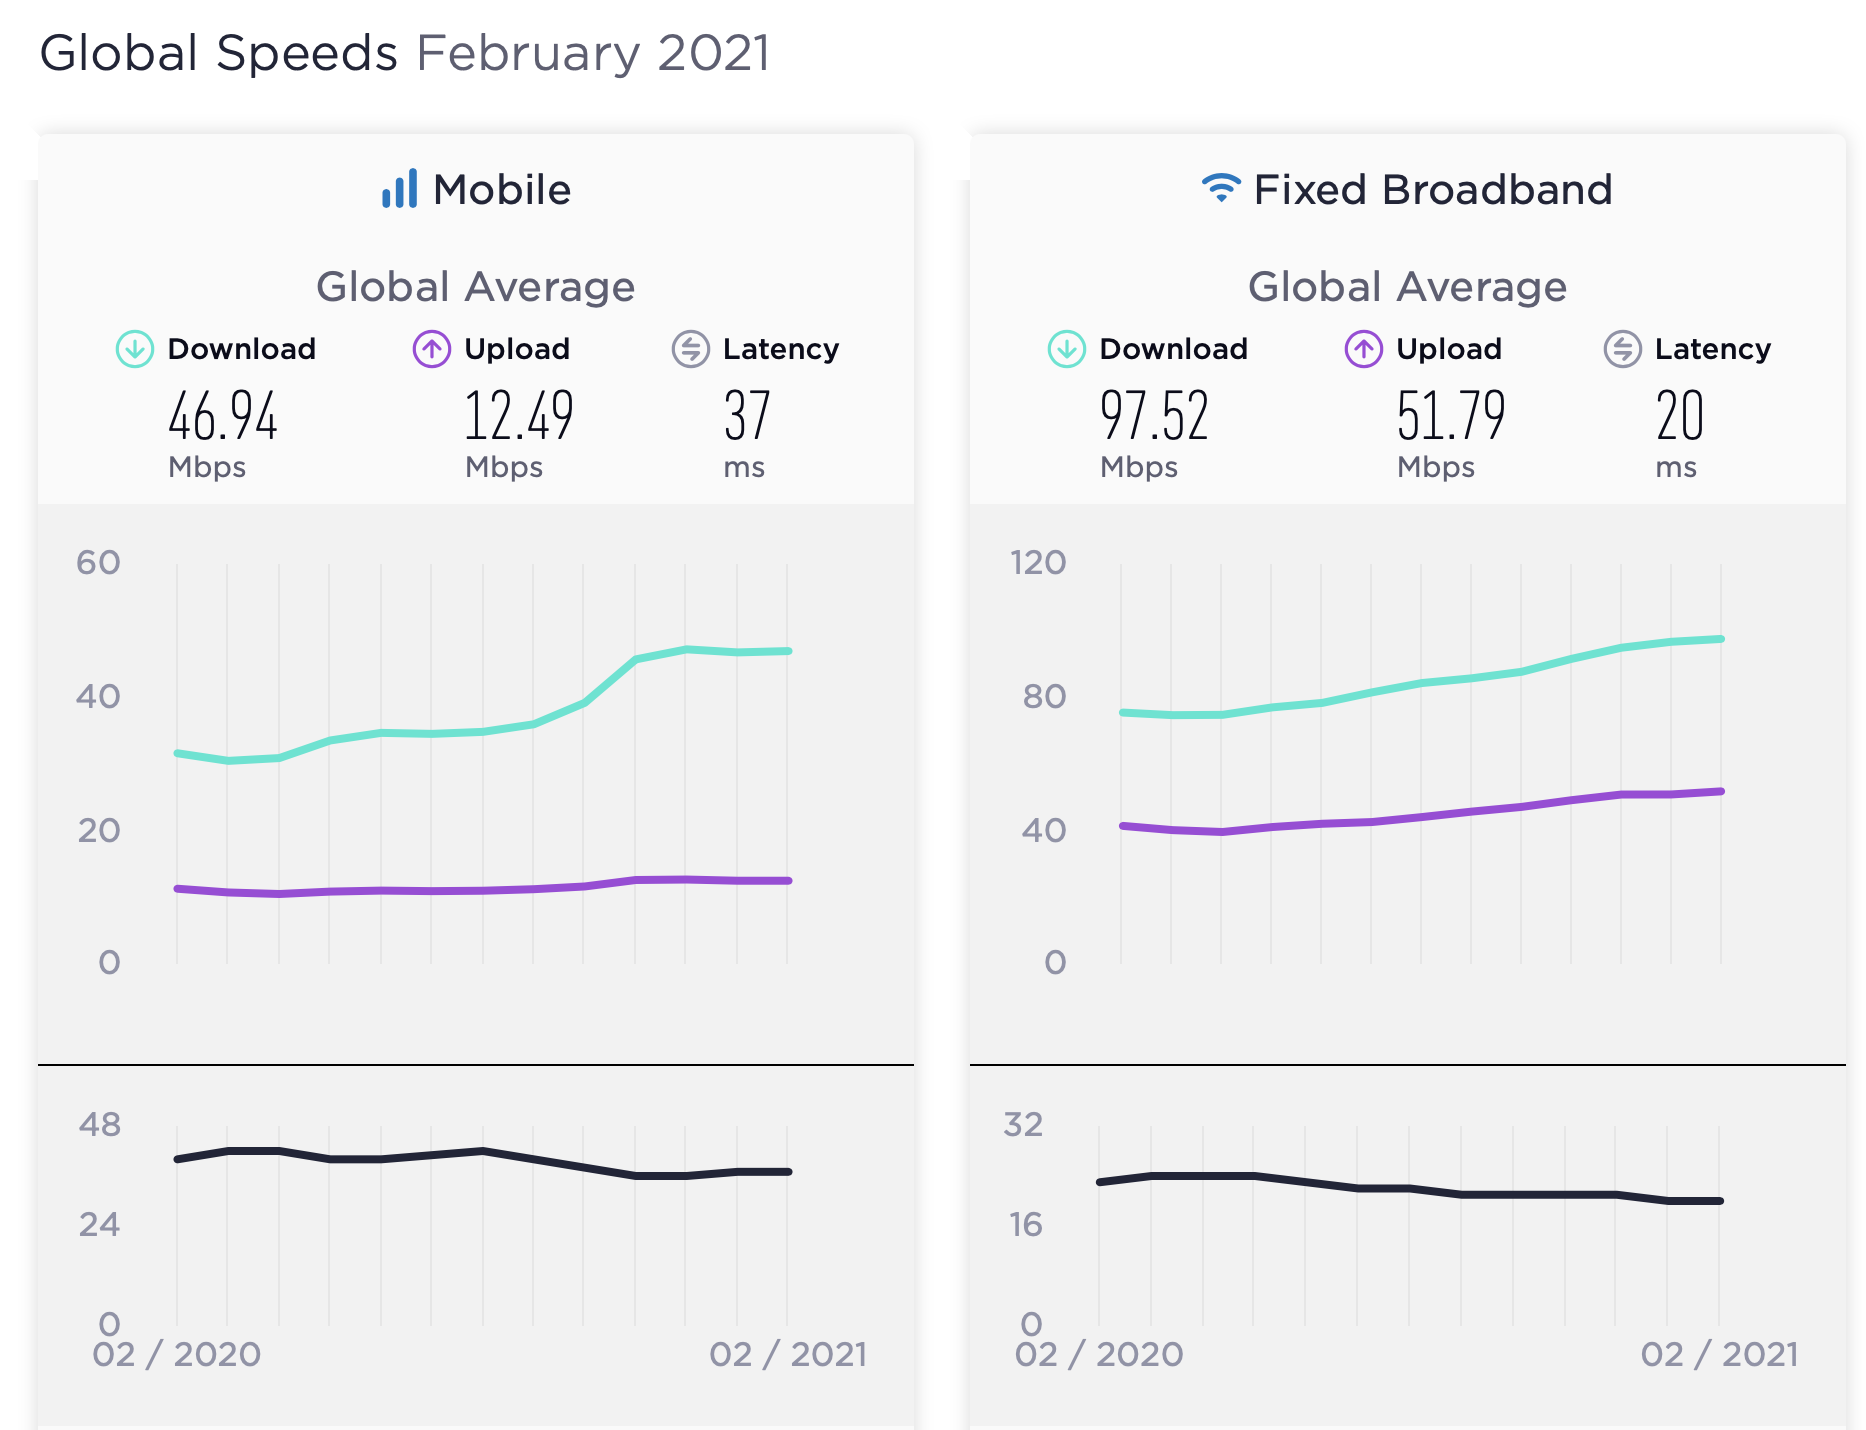 Global Speeds February 2021
Mobile
Global Average
Download Upload Latency
46.94 12.49 37
Mbps Mbps ms
60
40
20
0
48
24
0
02 / 2020 02 / 2021
Fixed Broadband
Global Average
Download Upload Latency
97.52 51.79 20
Mbps Mbps ms
120
80
40
0
32
16
0
02 / 2020 02 / 2021